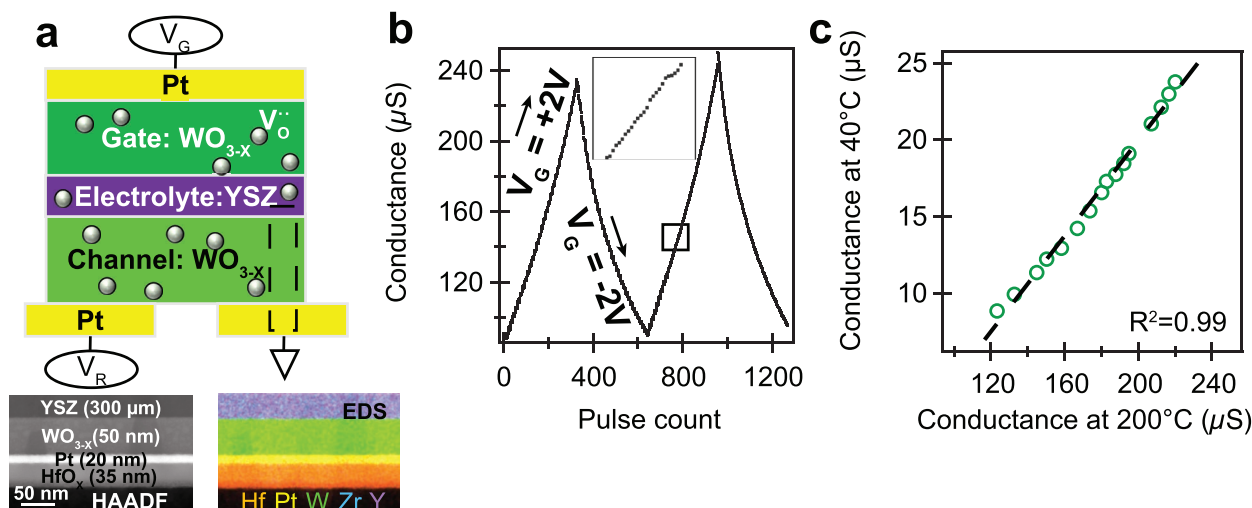 a
V_G
Pt
Gate: WO_3-X
V_O^··
Electrolyte:YSZ
Channel: WO_3-X
Pt
V_R
YSZ (300 µm)
WO_3-X (50 nm)
Pt (20 nm)
HfO_X (35 nm)
50 nm
HAADF
EDS
Hf Pt W Zr Y
b
Conductance (µS)
240
200
160
120
V_G = +2V
V_G = -2V
0
400
800
1200
Pulse count
c
Conductance at 40°C (µS)
25
20
15
10
R²=0.99
120
160
200
240
Conductance at 200°C (µS)